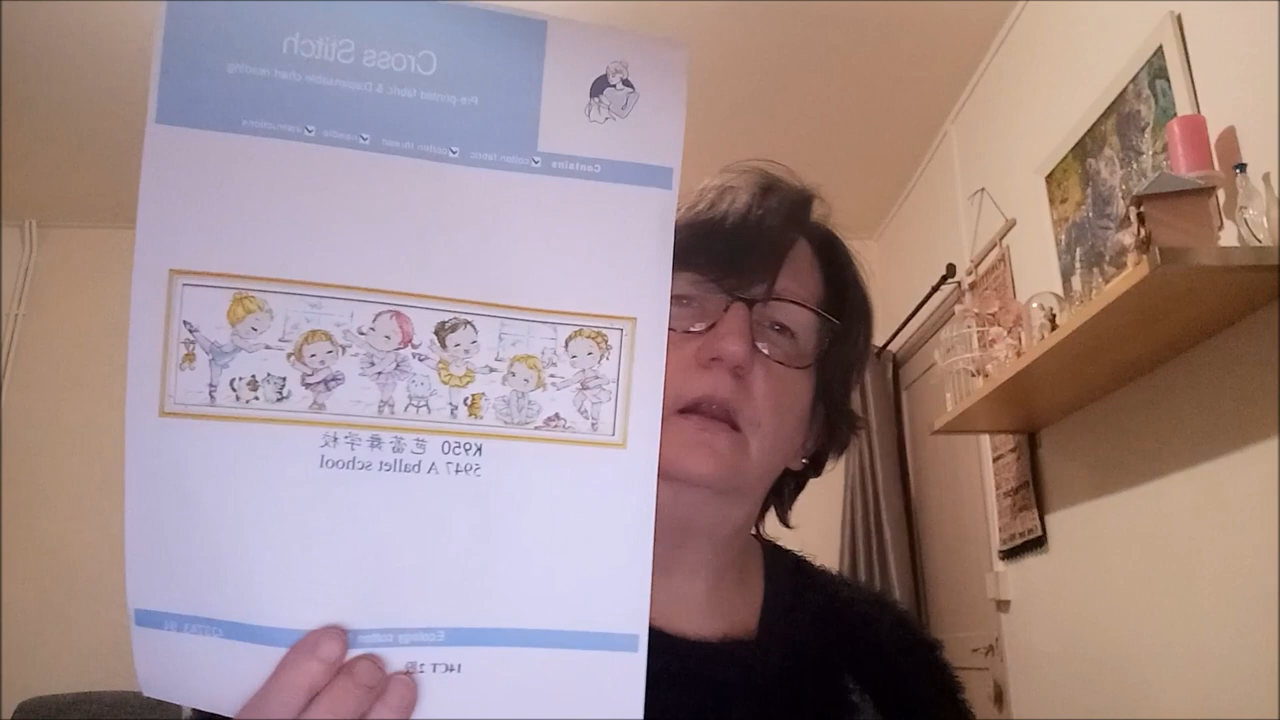 Cross Stitch
Pre-printed fabric & Dispensable chart reading
Contains cotton fabric cotton thread needle instructions
K950 芭蕾舞学校
5947 A ballet school
Ecology cotton
14CT 2股